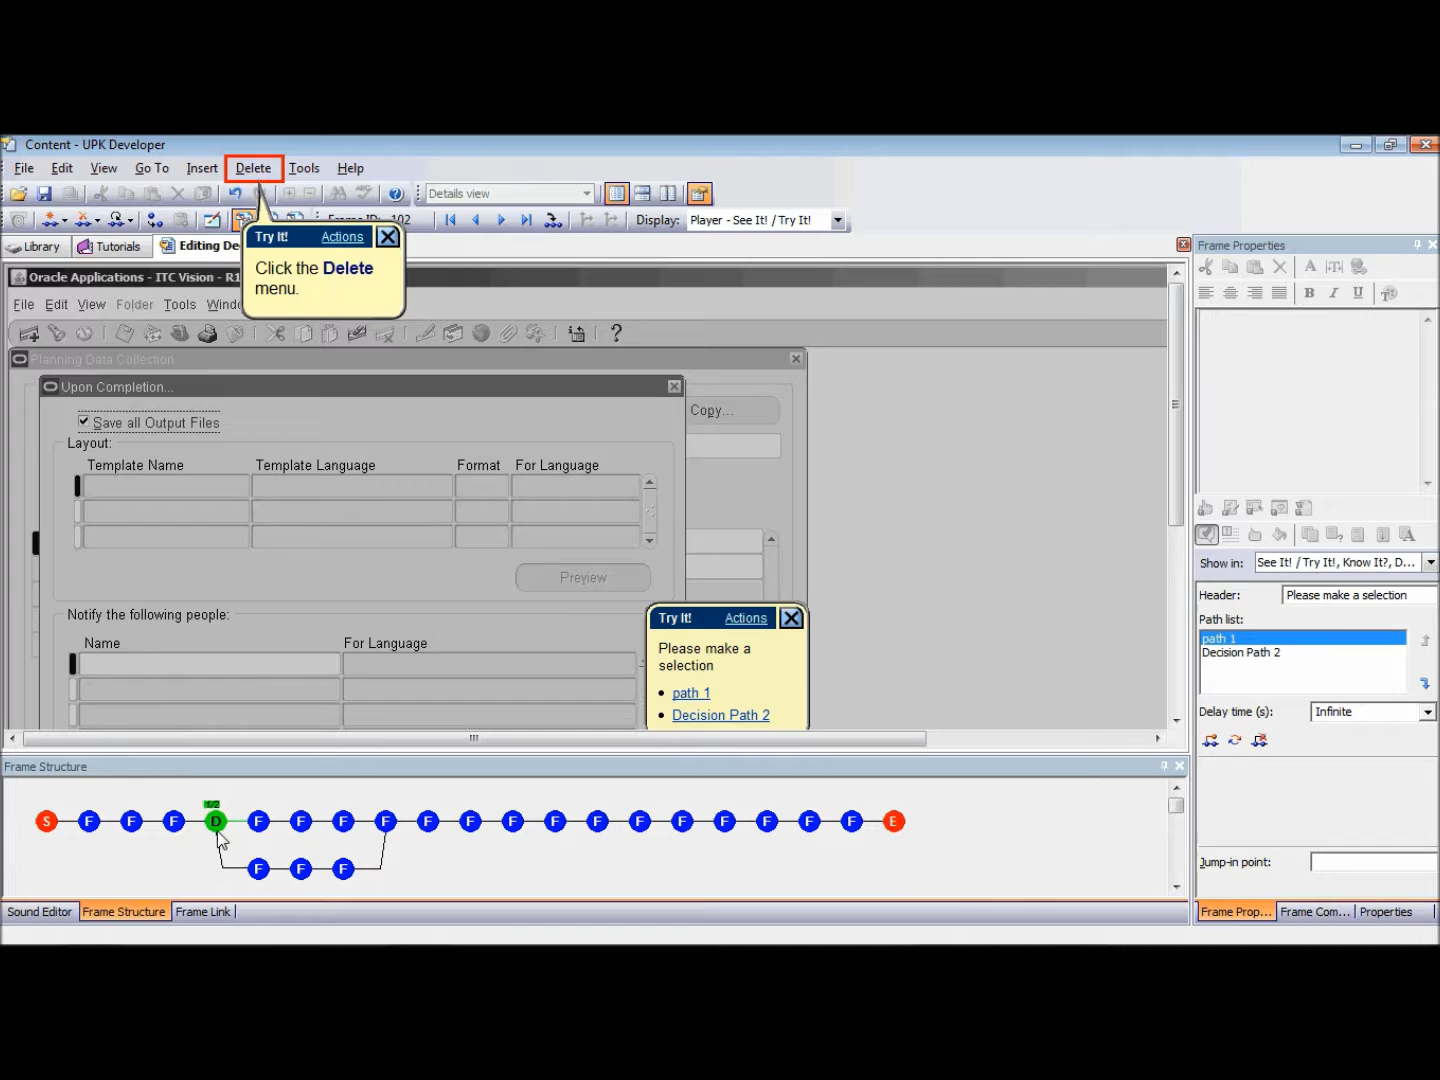 Content - UPK Developer
File Edit View Go To Insert Delete Tools Help
Details view
Display: Player - See It! / Try It!
Library Tutorials Editing De
Frame Properties
Try It! Actions
Click the Delete
menu.
Oracle Applications - ITC Vision - R1
File Edit View Folder Tools Windo
Planning Data Collection
Upon Completion...
Copy...
Save all Output Files
Layout:
Template Name Template Language Format For Language
Preview
Show in: See It! / Try It!, Know It?, D...
Header: Please make a selection
Path list:
path 1
Decision Path 2
Notify the following people:
Name For Language
Try It! Actions
Please make a
selection
• path 1
• Decision Path 2
Delay time (s): Infinite
Frame Structure
1/2
S F F F D F F F F F F F F F F F F F F F E
F F F
Jump-in point:
Sound Editor Frame Structure Frame Link
Frame Prop... Frame Com... Properties